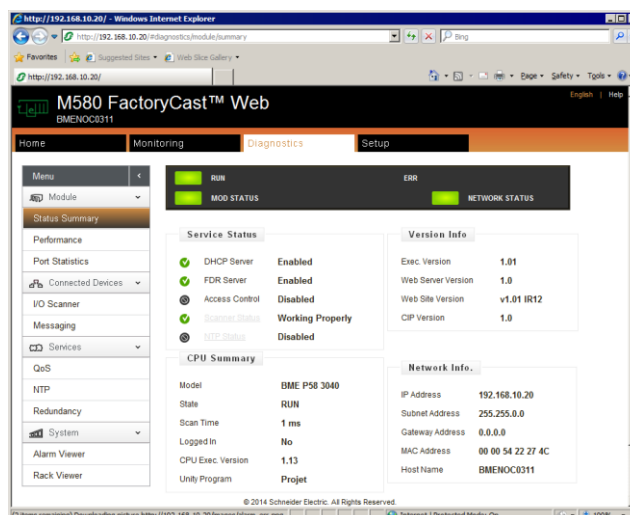 http://192.168.10.20/ - Windows Internet Explorer
http://192.168.10.20/#diagnostics/module/summary
Bing
Favorites
Suggested Sites
Web Slice Gallery
http://192.168.10.20/
Page
Safety
Tools
M580 FactoryCast™ Web
BMENOC0311
English | Help
Home
Monitoring
Diagnostics
Setup
Menu
Module
Status Summary
Performance
Port Statistics
Connected Devices
I/O Scanner
Messaging
Services
QoS
NTP
Redundancy
System
Alarm Viewer
Rack Viewer
RUN
ERR
MOD STATUS
NETWORK STATUS
Service Status
DHCP Server Enabled
FDR Server Enabled
Access Control Disabled
Scanner Status Working Properly
NTP Status Disabled
Version Info
Exec. Version 1.01
Web Server Version 1.0
Web Site Version v1.01 IR12
CIP Version 1.0
CPU Summary
Model BME P58 3040
State RUN
Scan Time 1 ms
Logged In No
CPU Exec. Version 1.13
Unity Program Projet
Network Info.
IP Address 192.168.10.20
Subnet Address 255.255.0.0
Gateway Address 0.0.0.0
MAC Address 00 00 54 22 27 4C
Host Name BMENOC0311
© 2014 Schneider Electric. All Rights Reserved.